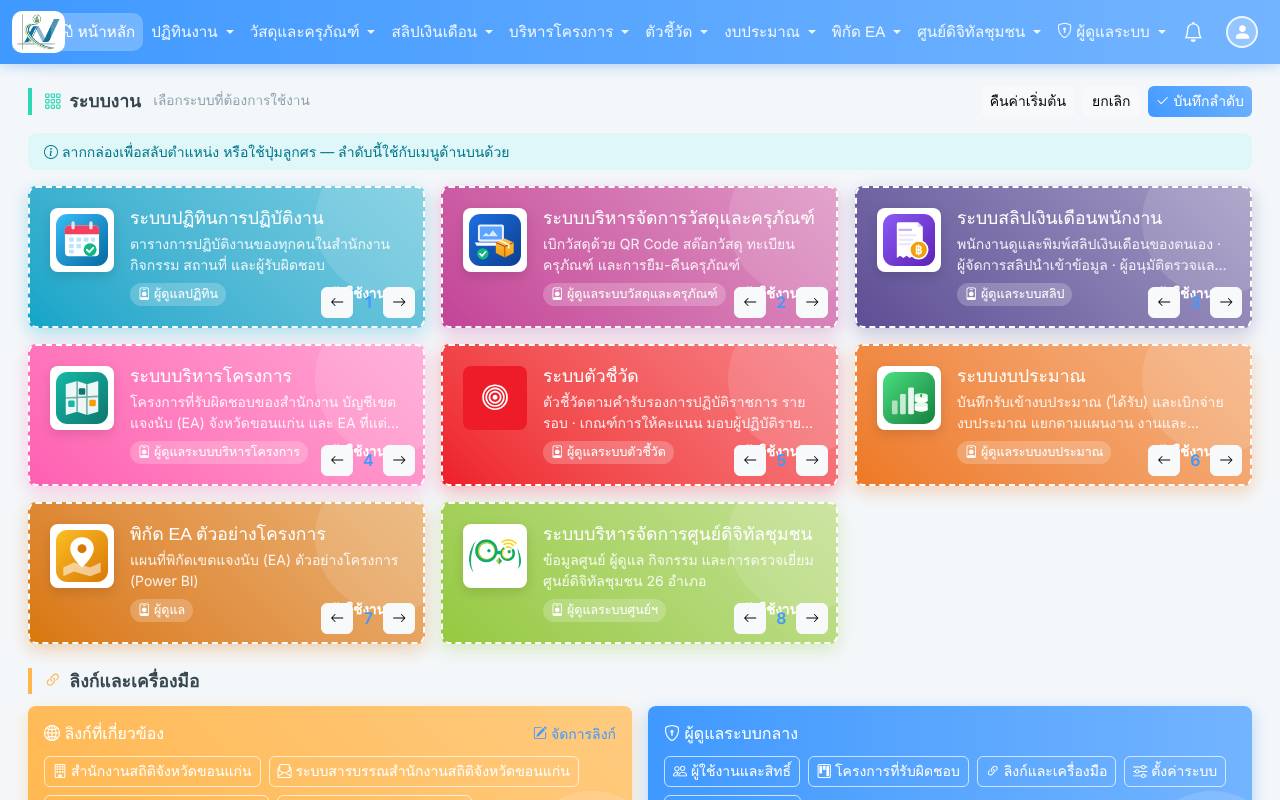 หน้าหลัก ปฏิทินงาน วัสดุและครุภัณฑ์ สลิปเงินเดือน บริหารโครงการ ตัวชี้วัด งบประมาณ พิกัด EA ศูนย์ดิจิทัลชุมชน ผู้ดูแลระบบ
ระบบงาน เลือกระบบที่ต้องการใช้งาน คืนค่าเริ่มต้น ยกเลิก บันทึกลำดับ
ลากกล่องเพื่อสลับตำแหน่ง หรือใช้ปุ่มลูกศร — ลำดับนี้ใช้กับเมนูด้านบนด้วย
ระบบปฏิทินการปฏิบัติงาน
ตารางการปฏิบัติงานของทุกคนในสำนักงาน
กิจกรรม สถานที่ และผู้รับผิดชอบ
ผู้ดูแลปฏิทิน
1
ระบบบริหารจัดการวัสดุและครุภัณฑ์
เบิกวัสดุด้วย QR Code สต๊อกวัสดุ ทะเบียน
ครุภัณฑ์ และการยืม-คืนครุภัณฑ์
ผู้ดูแลระบบวัสดุและครุภัณฑ์
2
ระบบสลิปเงินเดือนพนักงาน
พนักงานดูและพิมพ์สลิปเงินเดือนของตนเอง ·
ผู้จัดการสลิปนำเข้าข้อมูล · ผู้อนุมัติตรวจแล...
ผู้ดูแลระบบสลิป
3
ระบบบริหารโครงการ
โครงการที่รับผิดชอบของสำนักงาน บัญชีเขต
แจงนับ (EA) จังหวัดขอนแก่น และ EA ที่แต่...
ผู้ดูแลระบบบริหารโครงการ
4
ระบบตัวชี้วัด
ตัวชี้วัดตามคำรับรองการปฏิบัติราชการ ราย
รอบ · เกณฑ์การให้คะแนน มอบผู้ปฏิบัติราย...
ผู้ดูแลระบบตัวชี้วัด
5
ระบบงบประมาณ
บันทึกรับเข้างบประมาณ (ได้รับ) และเบิกจ่าย
งบประมาณ แยกตามแผนงาน งานและ...
ผู้ดูแลระบบงบประมาณ
6
พิกัด EA ตัวอย่างโครงการ
แผนที่พิกัดเขตแจงนับ (EA) ตัวอย่างโครงการ
(Power BI)
ผู้ดูแล
7
ระบบบริหารจัดการศูนย์ดิจิทัลชุมชน
ข้อมูลศูนย์ ผู้ดูแล กิจกรรม และการตรวจเยี่ยม
ศูนย์ดิจิทัลชุมชน 26 อำเภอ
ผู้ดูแลระบบศูนย์ฯ
8
ลิงก์และเครื่องมือ
ลิงก์ที่เกี่ยวข้อง จัดการลิงก์
สำนักงานสถิติจังหวัดขอนแก่น ระบบสารบรรณสำนักงานสถิติจังหวัดขอนแก่น
ผู้ดูแลระบบกลาง
ผู้ใช้งานและสิทธิ์ โครงการที่รับผิดชอบ ลิงก์และเครื่องมือ ตั้งค่าระบบ